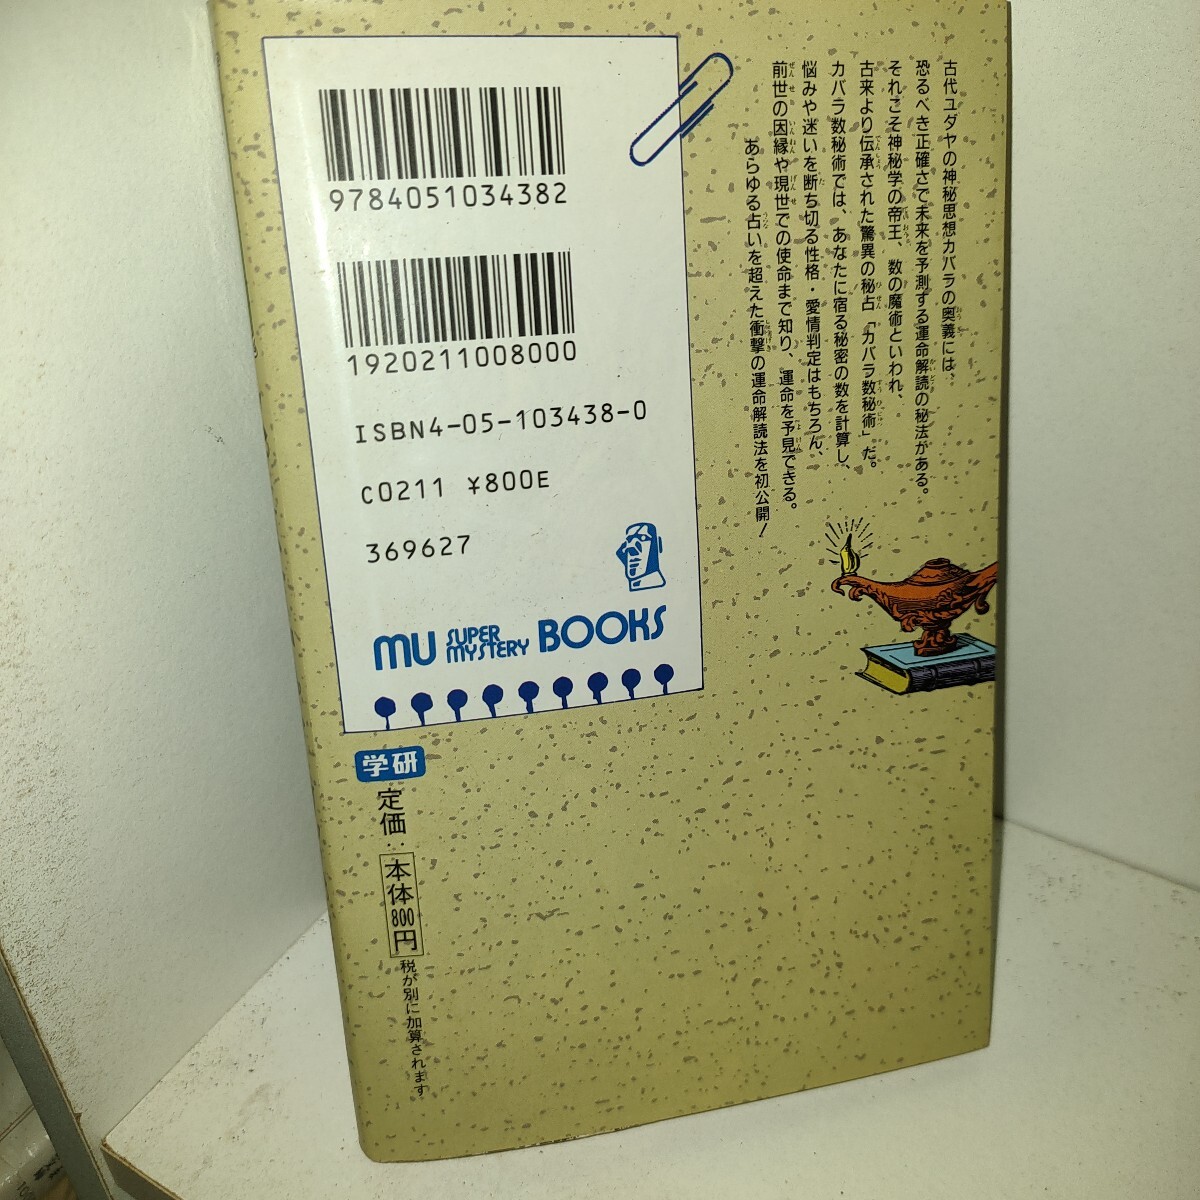 古代ユダヤの神秘思想カバラの奥義には、
恐るべき正確さで未来を予測する運命解読の秘法がある。
それこそ神秘学の帝王、数の魔術といわれ、
古来より伝承された驚異の秘占「カバラ数秘術」だ。
カバラ数秘術では、あなたに宿る秘密の数を計算し、
悩みや迷いを断ち切る性格・愛情判定はもちろん、
前世の因縁や現世での使命まで知り、運命を予見できる。
あらゆる占いを超えた衝撃の運命解読法を初公開!
9784051034382
1920211008000
ISBN4-05-103438-0
C0211 ¥800E
369627
MU SUPER MYSTERY BOOKS
学研
定価:本体800円
税が別に加算されます